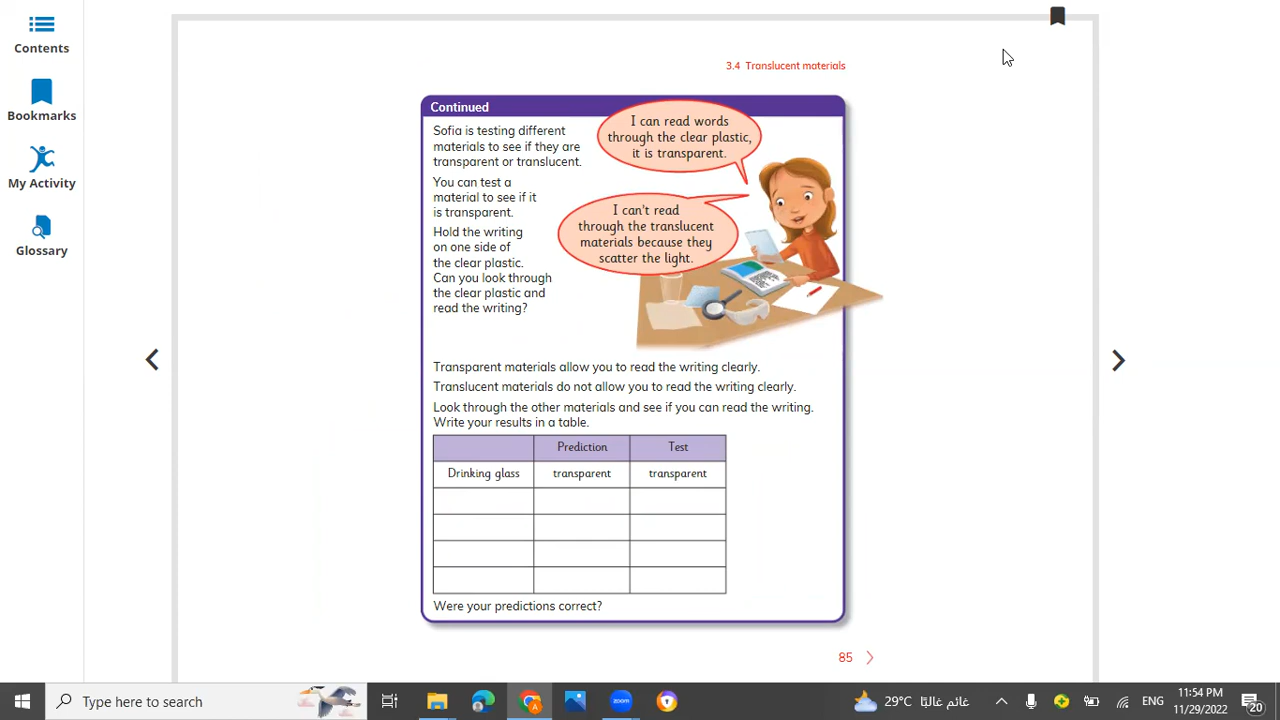 Contents
Bookmarks
My Activity
Glossary
3.4 Translucent materials
Continued
Sofia is testing different
materials to see if they are
transparent or translucent.
You can test a
material to see if it
is transparent.
Hold the writing
on one side of
the clear plastic.
Can you look through
the clear plastic and
read the writing?
I can read words
through the clear plastic,
it is transparent.
I can't read
through the translucent
materials because they
scatter the light.
Transparent materials allow you to read the writing clearly.
Translucent materials do not allow you to read the writing clearly.
Look through the other materials and see if you can read the writing.
Write your results in a table.
Prediction Test
Drinking glass transparent transparent
Were your predictions correct?
85
Type here to search
zoom
29°C غائم غالبًا
ENG
11:54 PM
11/29/2022
20